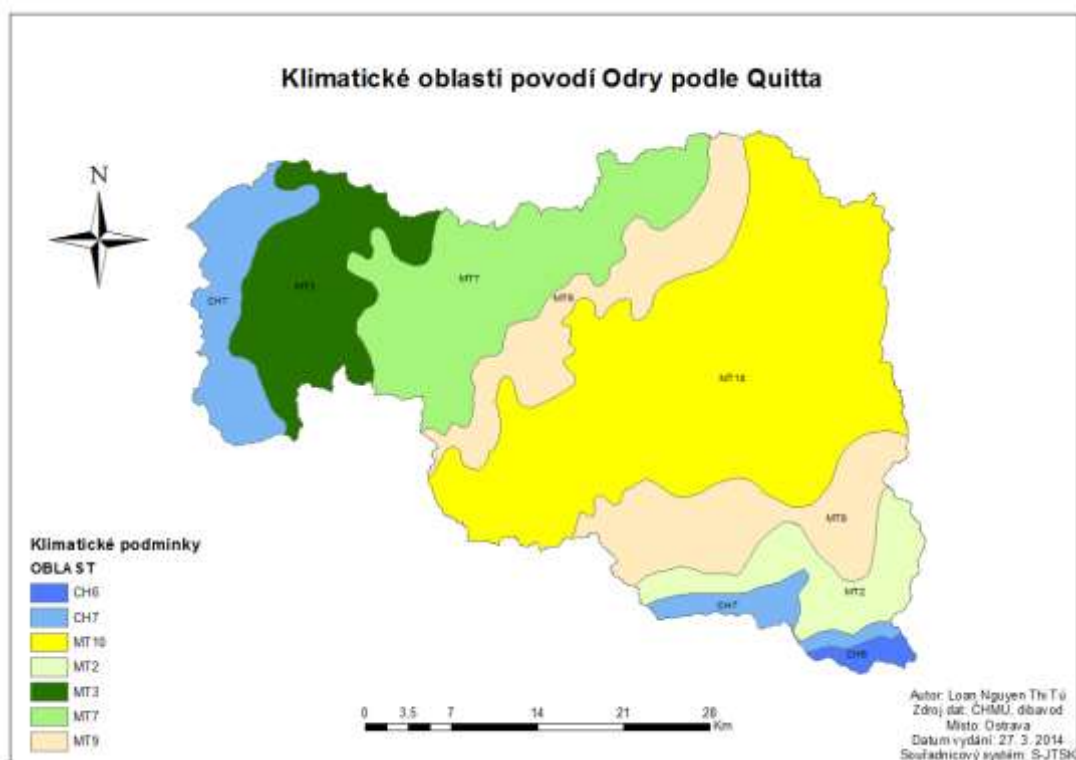 Klimatické oblasti povodí Odry podle Quitta
N
CH7
MT3
MT7
MT9
MT10
MT9
MT2
CH7
CH6
Klimatické podmínky
OBLAST
CH6
CH7
MT10
MT2
MT3
MT7
MT9
0 3,5 7 14 21 28
Km
Autor: Loan Nguyen Thi Tú
Zdroj dat: ČHMÚ, dibavod
Místo: Ostrava
Datum vydání: 27. 3. 2014
Souřadnicový systém: S-JTSK